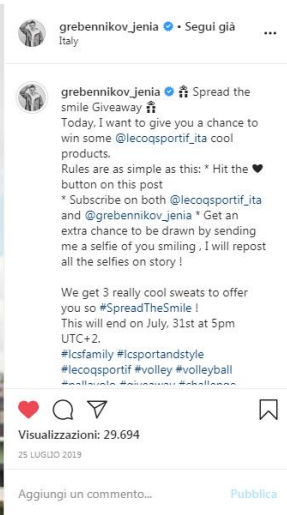 grebennikov_jenia • Segui già
Italy
...
grebennikov_jenia Spread the
smile Giveaway
Today, I want to give you a chance to
win some @lecoqsportif_ita cool
products.
Rules are as simple as this: * Hit the 🖤
button on this post
* Subscribe on both @lecoqsportif_ita
and @grebennikov_jenia * Get an
extra chance to be drawn by sending
me a selfie of you smiling , I will repost
all the selfies on story !
We get 3 really cool sweats to offer
you so #SpreadTheSmile !
This will end on July, 31st at 5pm
UTC+2.
#lcsfamily #lcsportandstyle
#lecoqsportif #volley #volleyball
#pallavolo #giveaway #challenge
Visualizzazioni: 29.694
25 LUGLIO 2019
Aggiungi un commento...
Pubblica